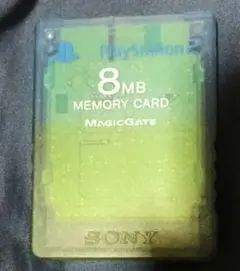 PlayStation
8MB
MEMORY CARD
MAGICGATE
SONY